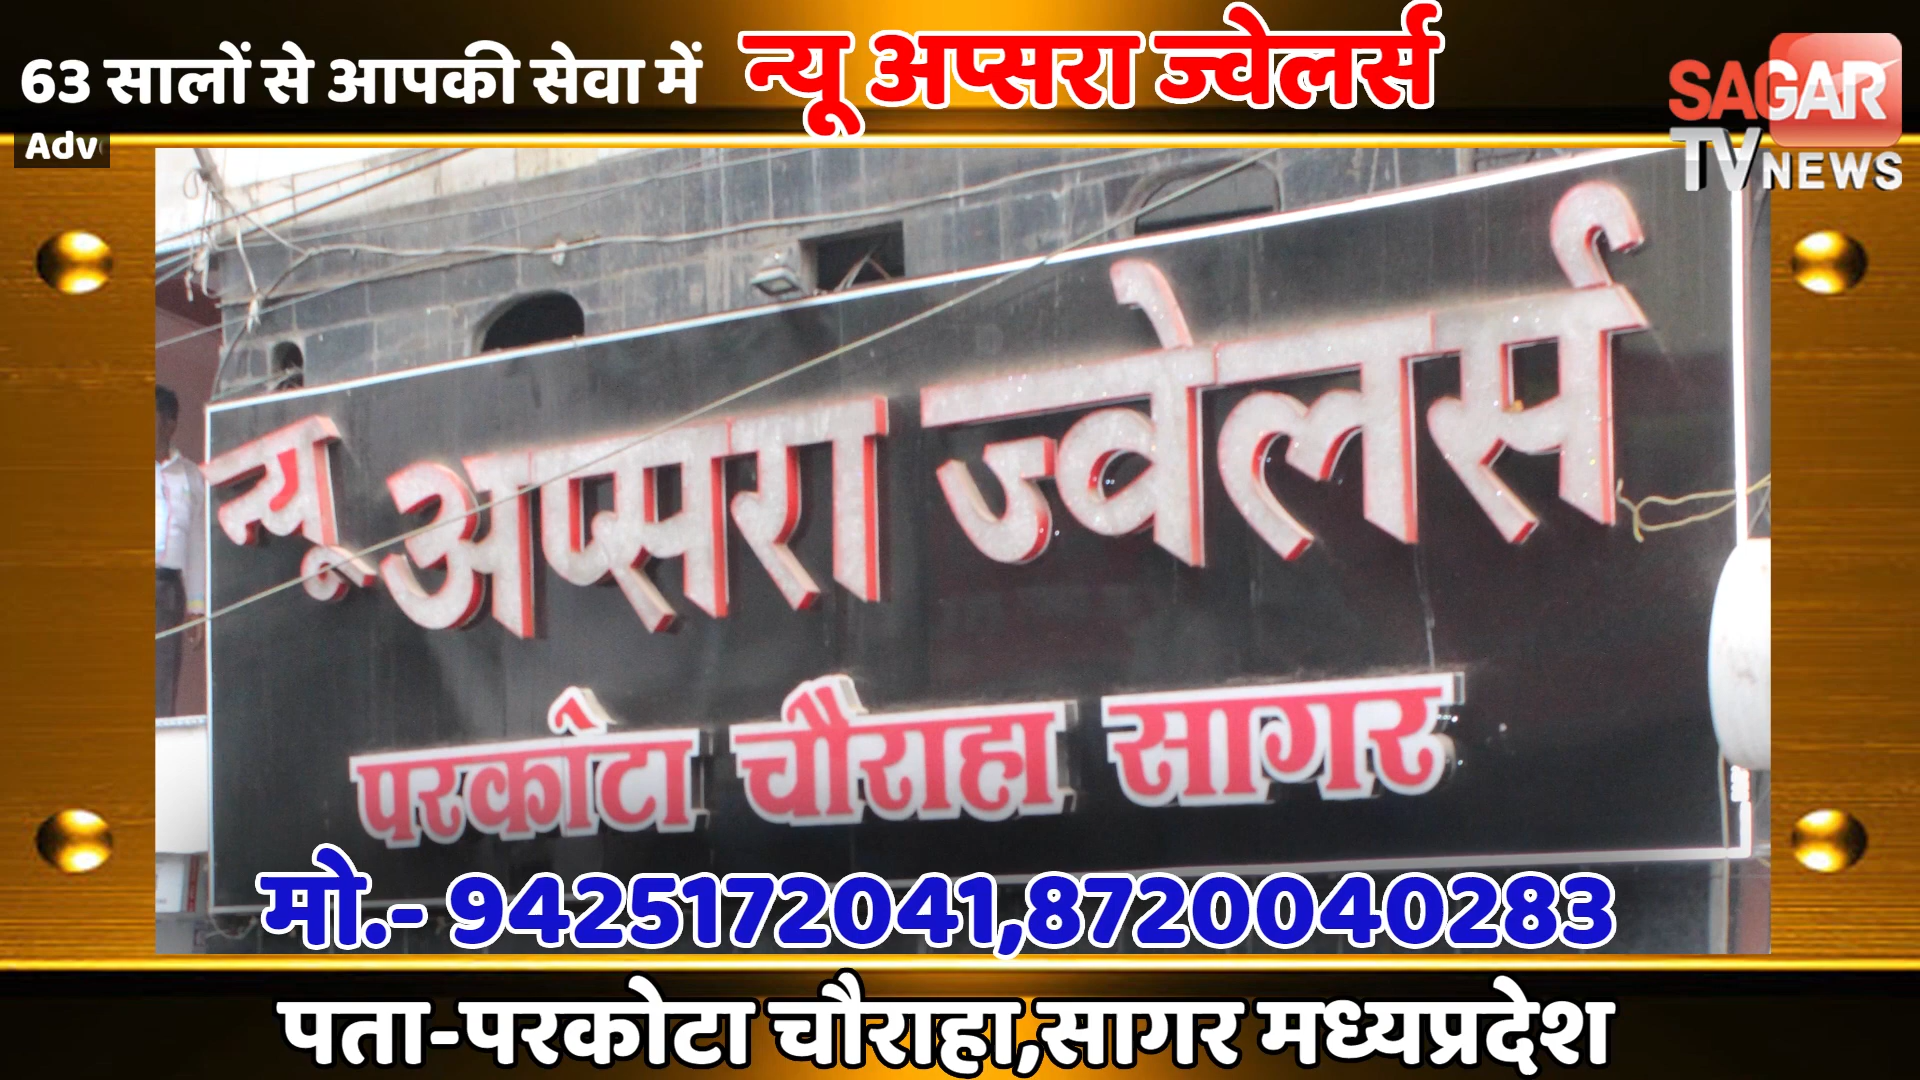 63 सालों से आपकी सेवा में न्यू अप्सरा ज्वेलर्स
SAGAR
TV NEWS
Adv
न्यू अप्सरा ज्वेलर्स
परकोटा चौराहा सागर
मो.- 9425172041,8720040283
पता-परकोटा चौराहा,सागर मध्यप्रदेश